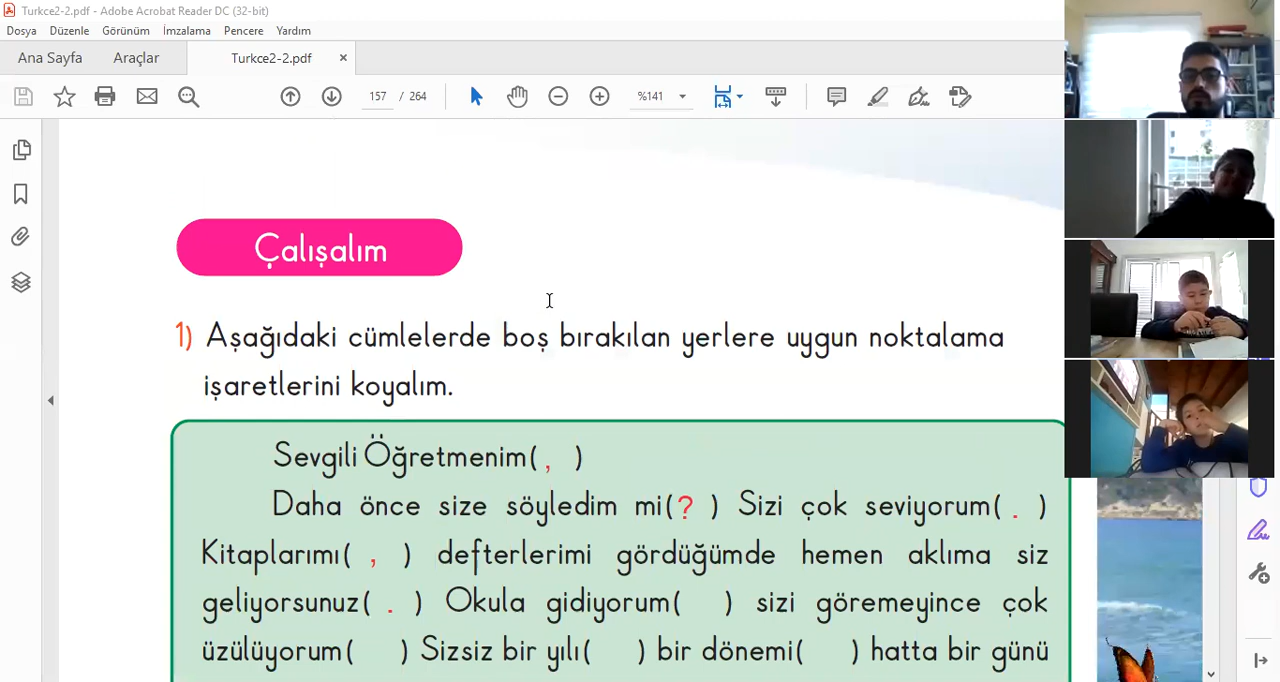 Turkce2-2.pdf - Adobe Acrobat Reader DC (32-bit)
Dosya Düzenle Görünüm İmzalama Pencere Yardım
Ana Sayfa Araçlar Turkce2-2.pdf ×
157 / 264 %141
Çalışalım
1) Aşağıdaki cümlelerde boş bırakılan yerlere uygun noktalama
işaretlerini koyalım.
Sevgili Öğretmenim( , )
Daha önce size söyledim mi( ? ) Sizi çok seviyorum( . )
Kitaplarımı( , ) defterlerimi gördüğümde hemen aklıma siz
geliyorsunuz( . ) Okula gidiyorum( ) sizi göremeyince çok
üzülüyorum( ) Sizsiz bir yılı( ) bir dönemi( ) hatta bir günü